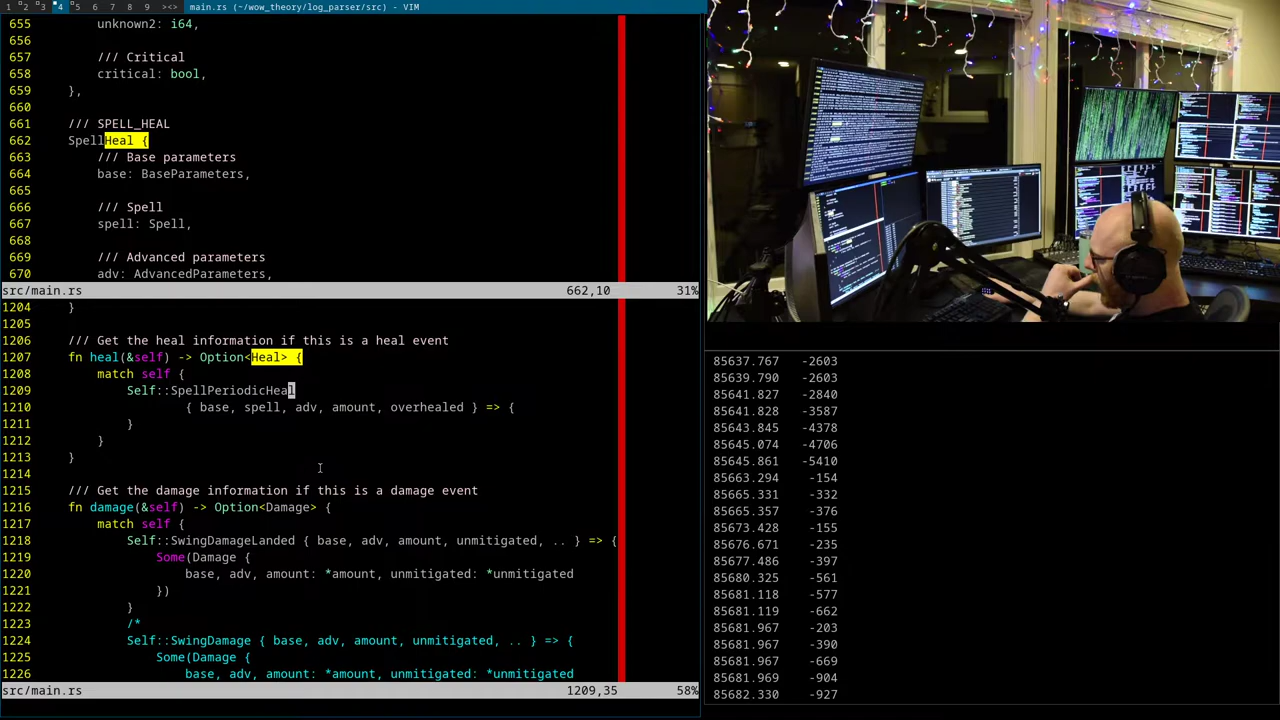 1 2 3 4 5 6 7 8 9 ><> main.rs (~/wow_theory/log_parser/src) - VIM
655 unknown2: i64,
656
657 /// Critical
658 critical: bool,
659 },
660
661 /// SPELL_HEAL
662 SpellHeal {
663 /// Base parameters
664 base: BaseParameters,
665
666 /// Spell
667 spell: Spell,
668
669 /// Advanced parameters
670 adv: AdvancedParameters,
src/main.rs 662,10 31%
1204 }
1205
1206 /// Get the heal information if this is a heal event
1207 fn heal(&self) -> Option<Heal> {
1208 match self {
1209 Self::SpellPeriodicHeal
1210 { base, spell, adv, amount, overhealed } => {
1211 }
1212 }
1213 }
1214
1215 /// Get the damage information if this is a damage event
1216 fn damage(&self) -> Option<Damage> {
1217 match self {
1218 Self::SwingDamageLanded { base, adv, amount, unmitigated, .. } => {
1219 Some(Damage {
1220 base, adv, amount: *amount, unmitigated: *unmitigated
1221 })
1222 }
1223 /*
1224 Self::SwingDamage { base, adv, amount, unmitigated, .. } => {
1225 Some(Damage {
1226 base, adv, amount: *amount, unmitigated: *unmitigated
src/main.rs 1209,35 58%
85637.767 -2603
85639.790 -2603
85641.827 -2840
85641.828 -3587
85643.845 -4378
85645.074 -4706
85645.861 -5410
85663.294 -154
85665.331 -332
85665.357 -376
85673.428 -155
85676.671 -235
85677.486 -397
85680.325 -561
85681.118 -577
85681.119 -662
85681.967 -203
85681.967 -390
85681.967 -669
85681.969 -904
85682.330 -927